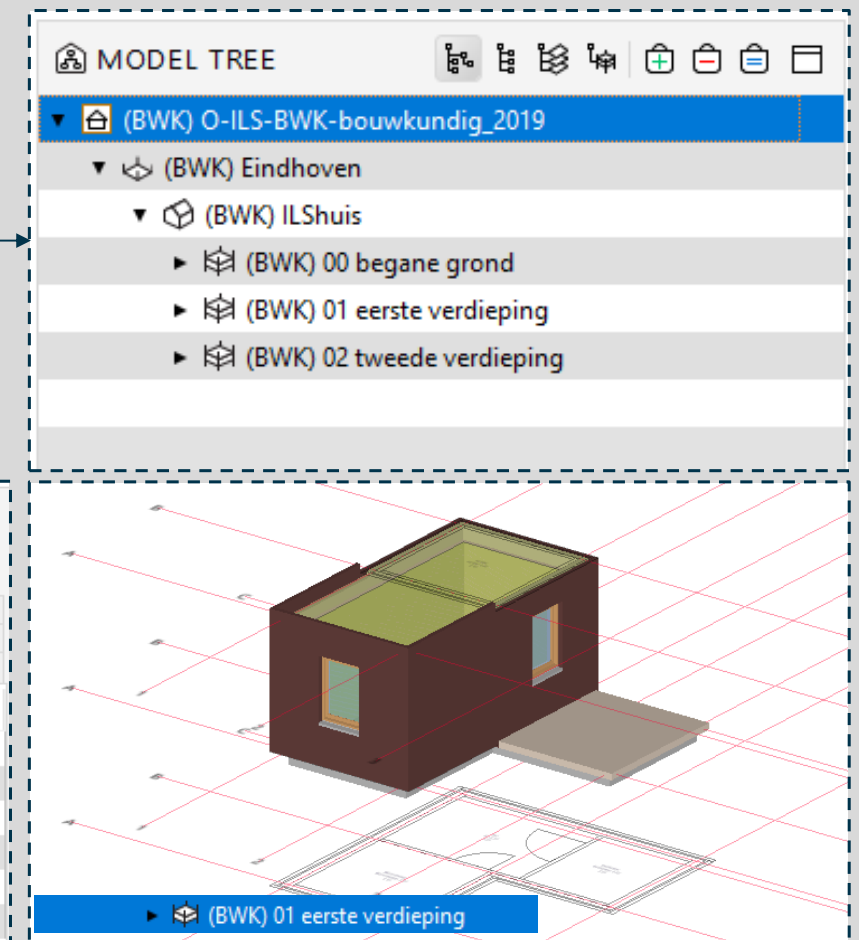 MODEL TREE
(BWK) O-ILS-BWK-bouwkundig_2019
(BWK) Eindhoven
(BWK) ILShuis
(BWK) 00 begane grond
(BWK) 01 eerste verdieping
(BWK) 02 tweede verdieping
(BWK) 01 eerste verdieping